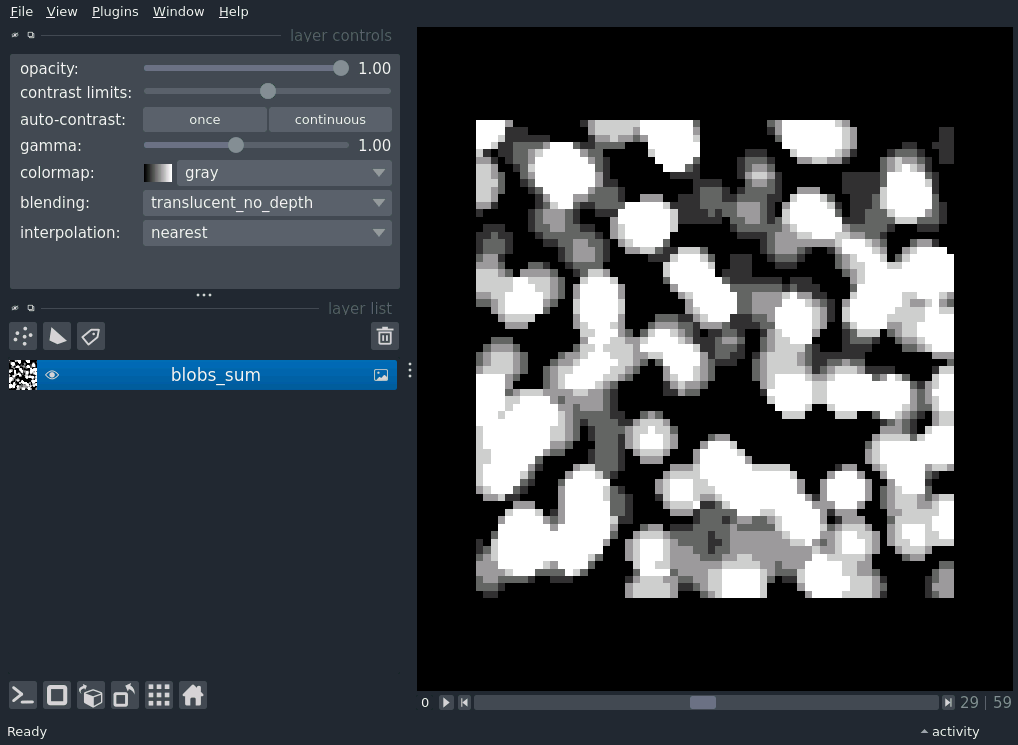 File View Plugins Window Help
layer controls
opacity: 1.00
contrast limits:
auto-contrast: once continuous
gamma: 1.00
colormap: gray
blending: translucent_no_depth
interpolation: nearest
layer list
blobs_sum
0 29 | 59
Ready activity